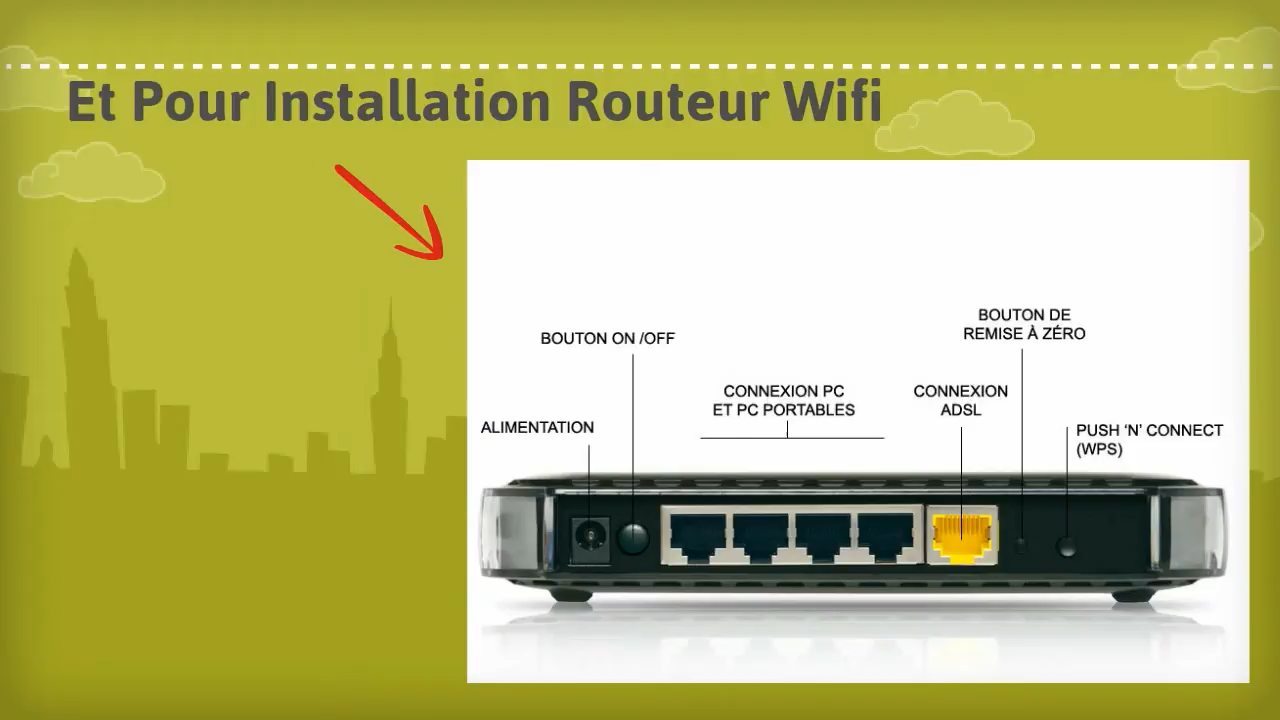 Et Pour Installation Routeur Wifi
BOUTON DE
REMISE À ZÉRO
BOUTON ON /OFF
CONNEXION PC
ET PC PORTABLES
CONNEXION
ADSL
ALIMENTATION
PUSH ‘N’ CONNECT
(WPS)